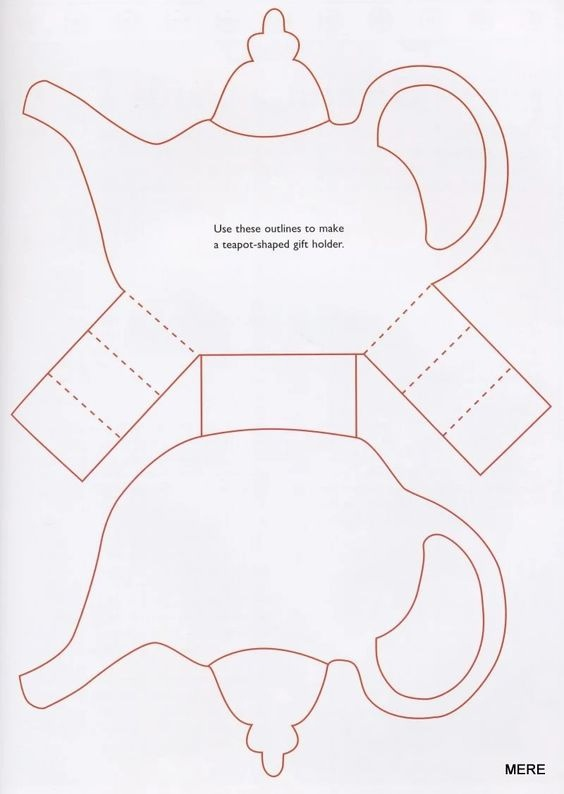 Use these outlines to make
a teapot-shaped gift holder.
MERE